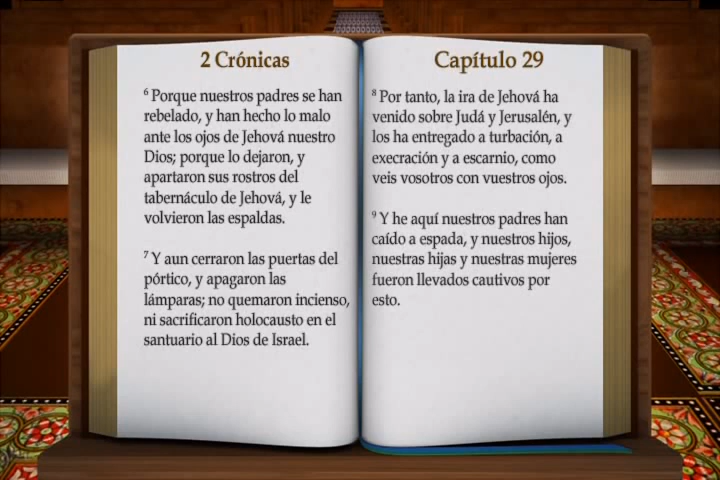 2 Crónicas
6 Porque nuestros padres se han
rebelado, y han hecho lo malo
ante los ojos de Jehová nuestro
Dios; porque lo dejaron, y
apartaron sus rostros del
tabernáculo de Jehová, y le
volvieron las espaldas.
7 Y aun cerraron las puertas del
pórtico, y apagaron las
lámparas; no quemaron incienso,
ni sacrificaron holocausto en el
santuario al Dios de Israel.
Capítulo 29
8 Por tanto, la ira de Jehová ha
venido sobre Judá y Jerusalén, y
los ha entregado a turbación, a
execración y a escarnio, como
veis vosotros con vuestros ojos.
9 Y he aquí nuestros padres han
caído a espada, y nuestros hijos,
nuestras hijas y nuestras mujeres
fueron llevados cautivos por
esto.